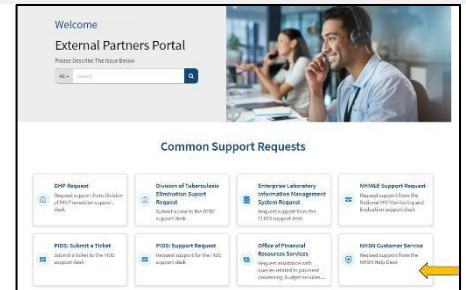 Welcome
External Partners Portal
Please Describe The Issue Below
All
Search
Common Support Requests
DHP Request
Request support from Division
of HIV Prevention support
desk
Division of Tuberculosis
Elimination Suport
Request
Submit a case to the DTBE
support desk
Enterprise Laboratory
Information Management
System Request
Request support from the
ELIMS support desk
NHM&E Support Request
Request support from the
National HIV Monitoring and
Evaluation support desk
PIDS: Submit a Ticket
Submit a ticket to the PIDS
support desk
PIDS: Support Request
Request support for the PIDS
support desk
Office of Financial
Resources Services
Request assistance with
queries related to payment
processing, budget services....
NHSN Customer Service
Request support from the
NHSN Help Desk